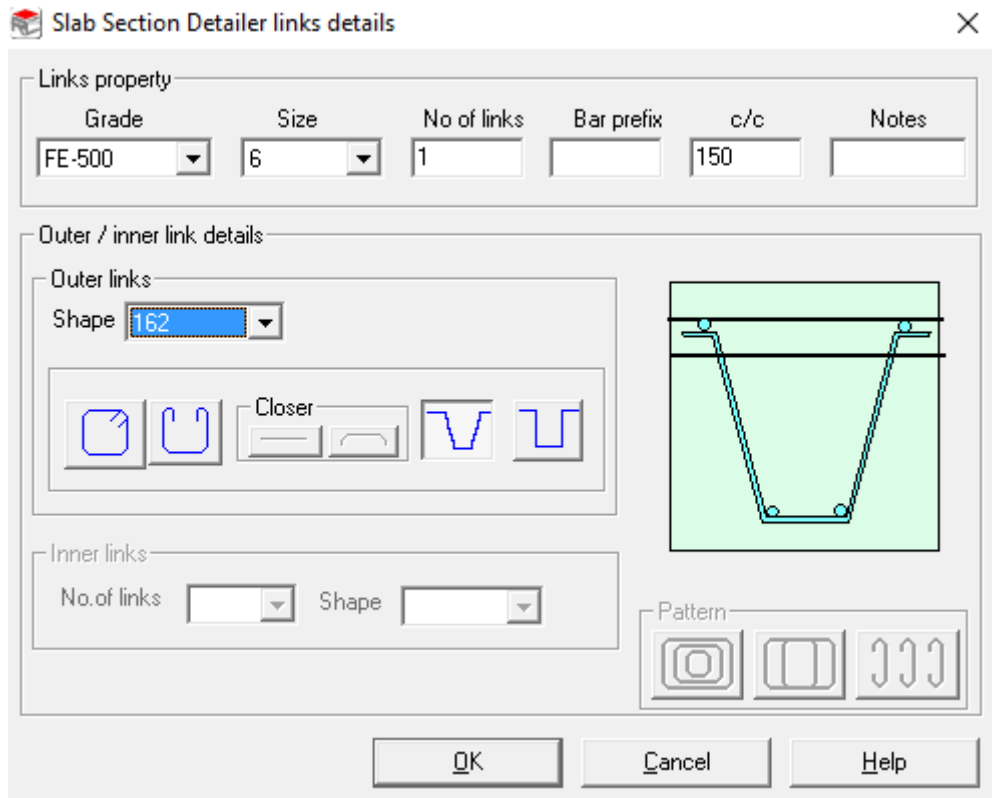 Slab Section Detailer links details
Links property
Grade Size No of links Bar prefix c/c Notes
FE-500 6 1 150
Outer / inner link details
Outer links
Shape 162
Closer
Inner links
No.of links Shape
Pattern
OK Cancel Help